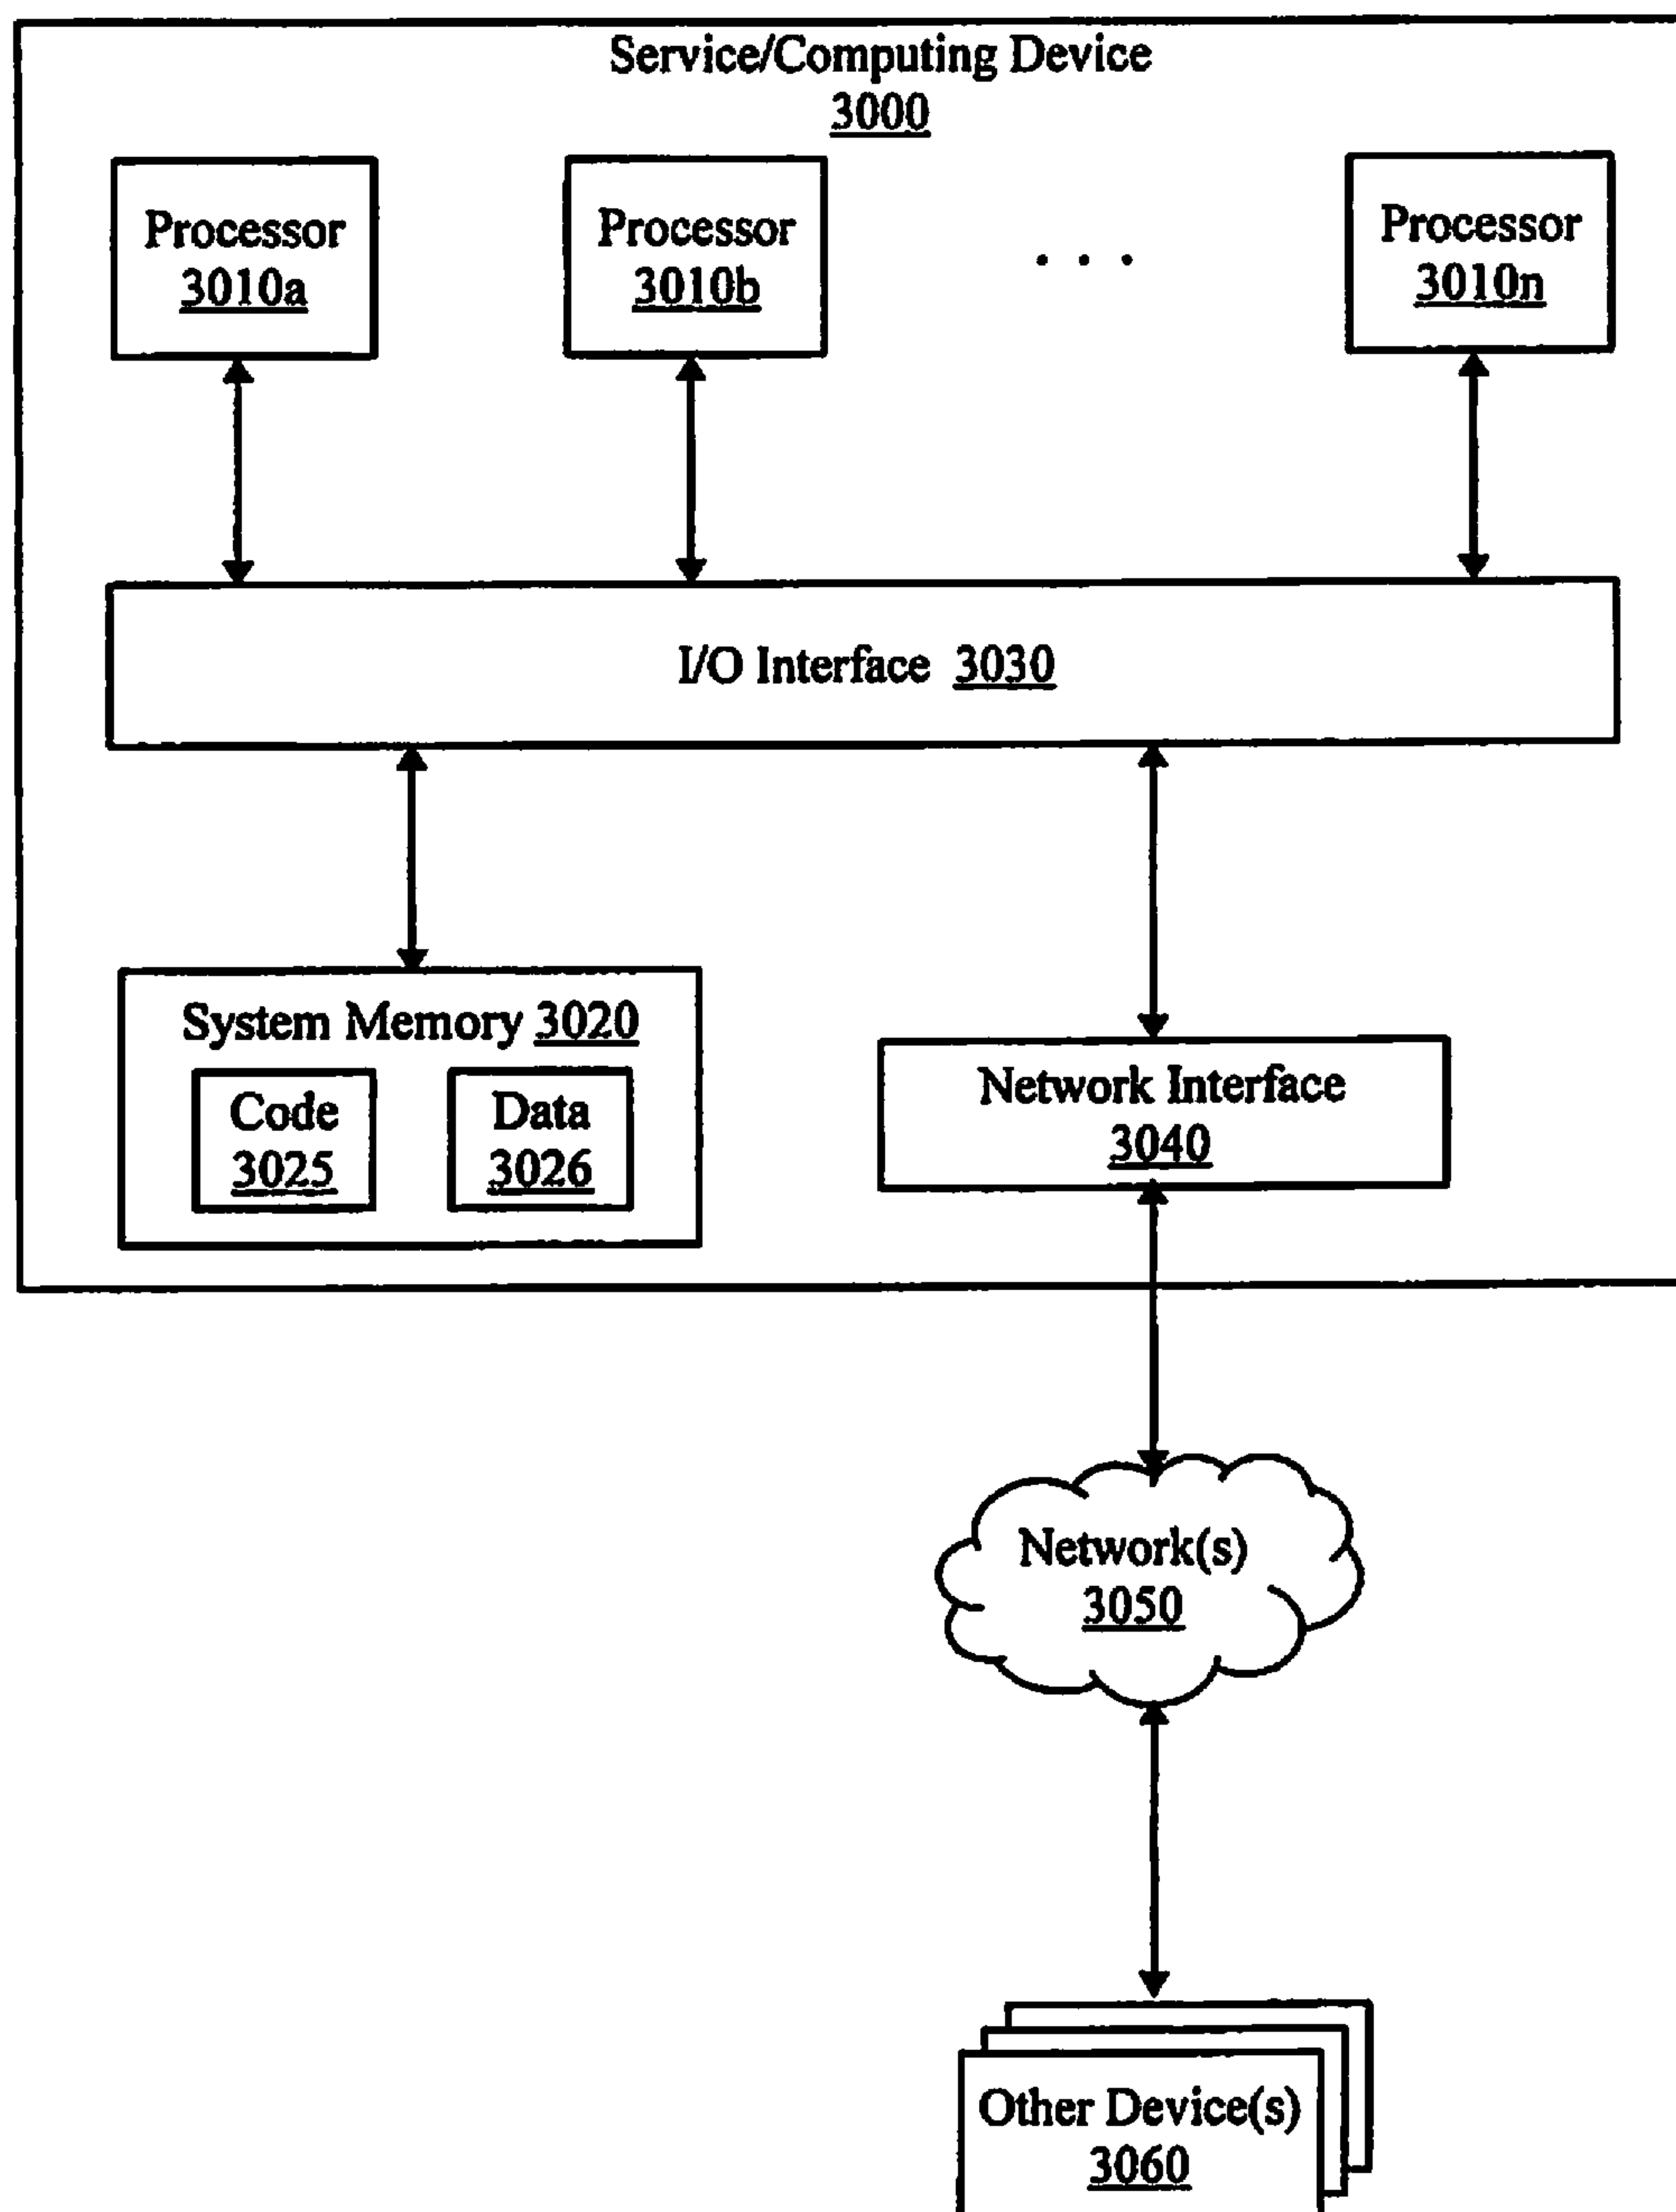 Service/Computing Device
3000
Processor
3010a
Processor
3010b
. . .
Processor
3010n
I/O Interface 3030
System Memory 3020
Code
3025
Data
3026
Network Interface
3040
Network(s)
3050
Other Device(s)
3060